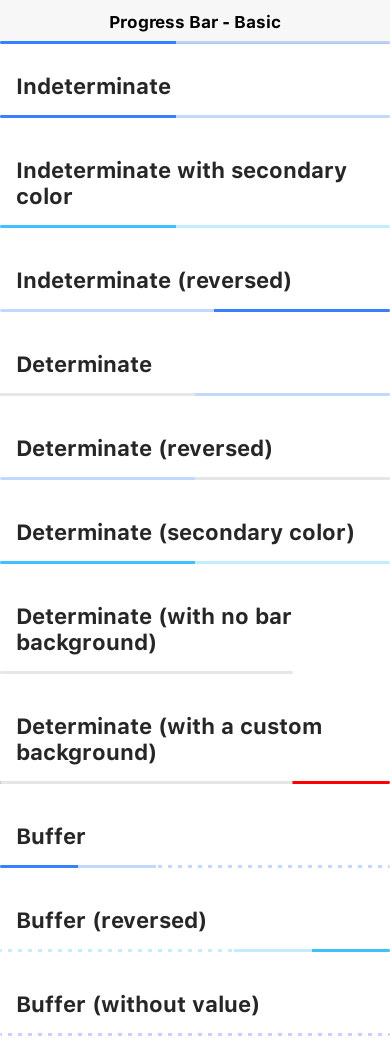 Progress Bar - Basic
Indeterminate
Indeterminate with secondary
color
Indeterminate (reversed)
Determinate
Determinate (reversed)
Determinate (secondary color)
Determinate (with no bar
background)
Determinate (with a custom
background)
Buffer
Buffer (reversed)
Buffer (without value)